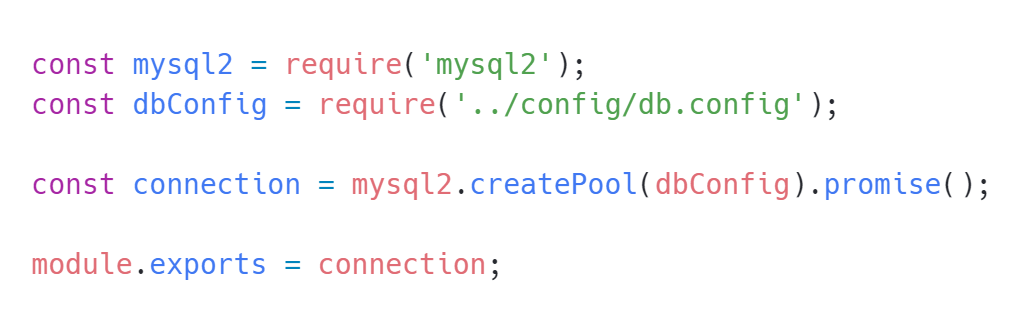 const mysql2 = require('mysql2');
const dbConfig = require('../config/db.config');
const connection = mysql2.createPool(dbConfig).promise();
module.exports = connection;